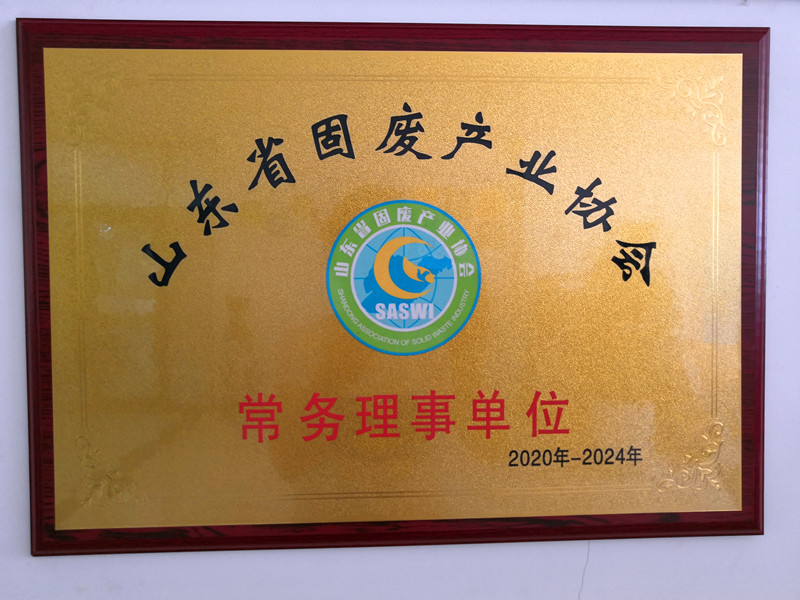 山东省固废产业协会
山东省固废产业协会
SASWI
SHANDONG ASSOCIATION OF SOLID WASTE INDUSTRY
常务理事单位
2020年-2024年